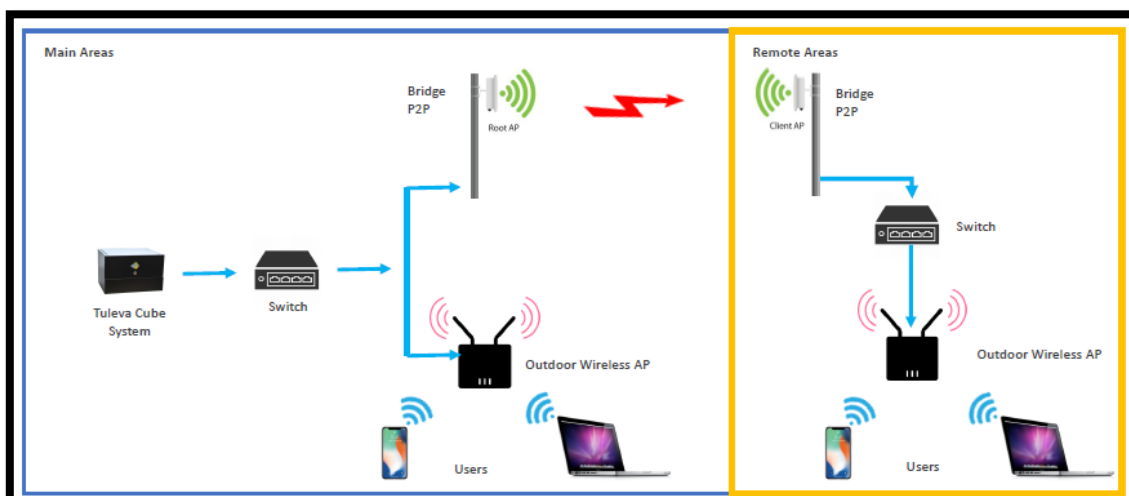 Main Areas
Bridge
P2P
Root AP
Tuleva Cube
System
Switch
Outdoor Wireless AP
Users
Remote Areas
Bridge
P2P
Client AP
Switch
Outdoor Wireless AP
Users